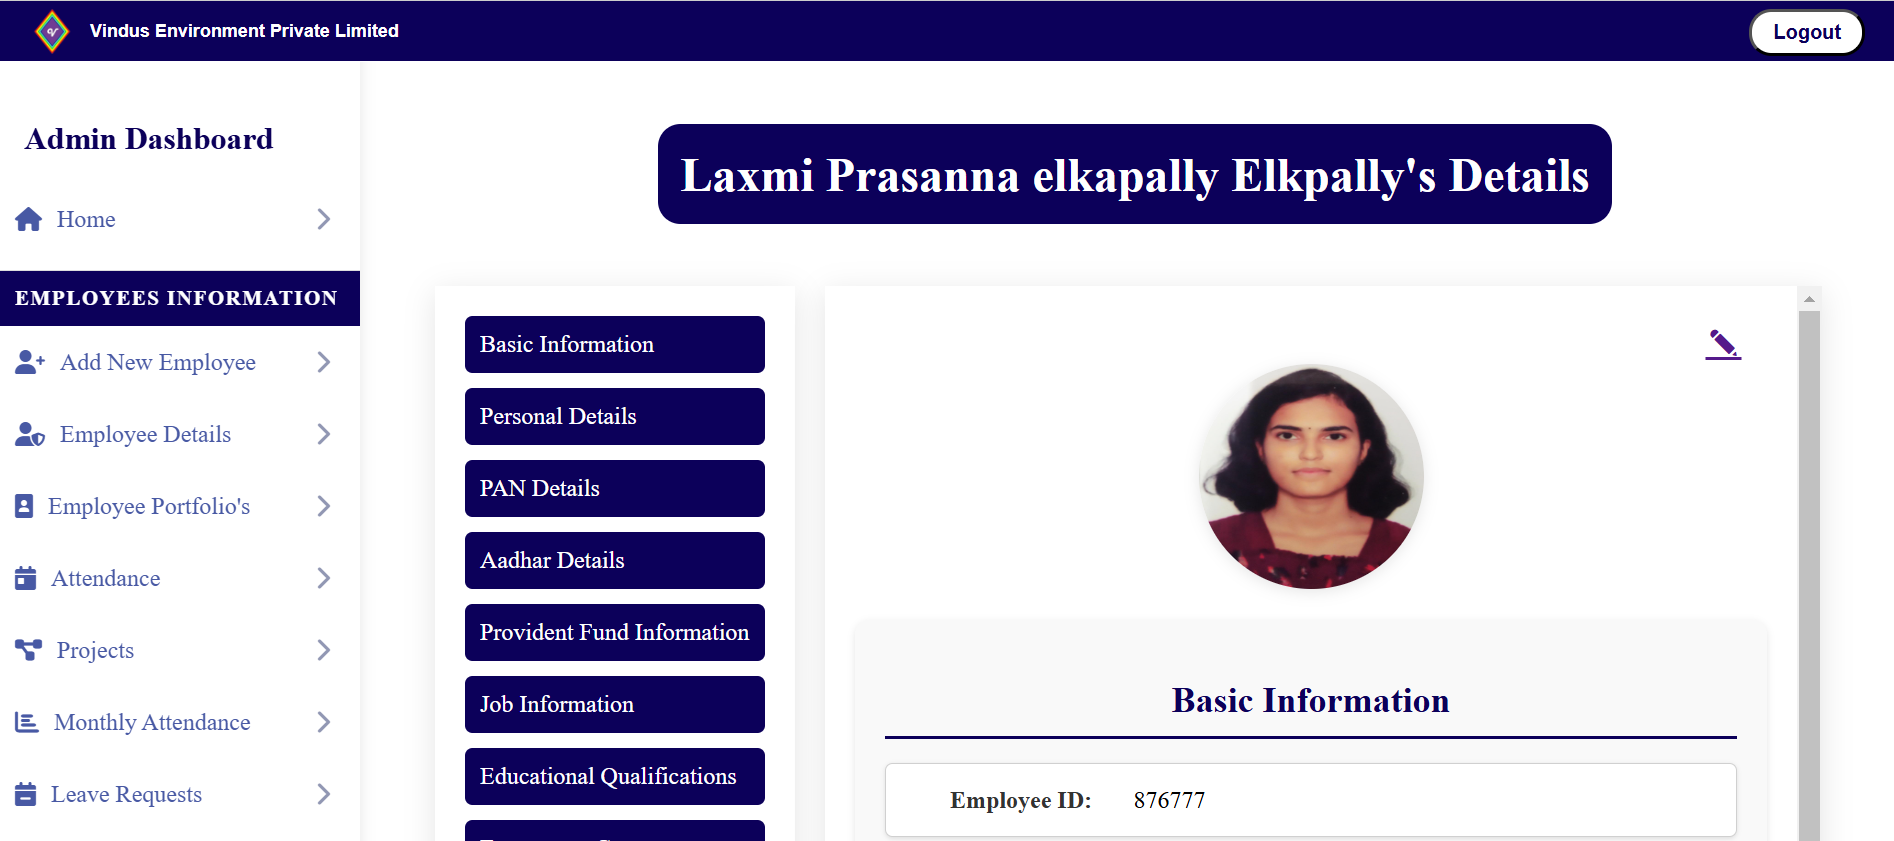 Vindus Environment Private Limited
Logout
Admin Dashboard
Home
EMPLOYEES INFORMATION
Add New Employee
Employee Details
Employee Portfolio's
Attendance
Projects
Monthly Attendance
Leave Requests
Laxmi Prasanna elkapally Elkpally's Details
Basic Information
Personal Details
PAN Details
Aadhar Details
Provident Fund Information
Job Information
Educational Qualifications
Basic Information
Employee ID: 876777